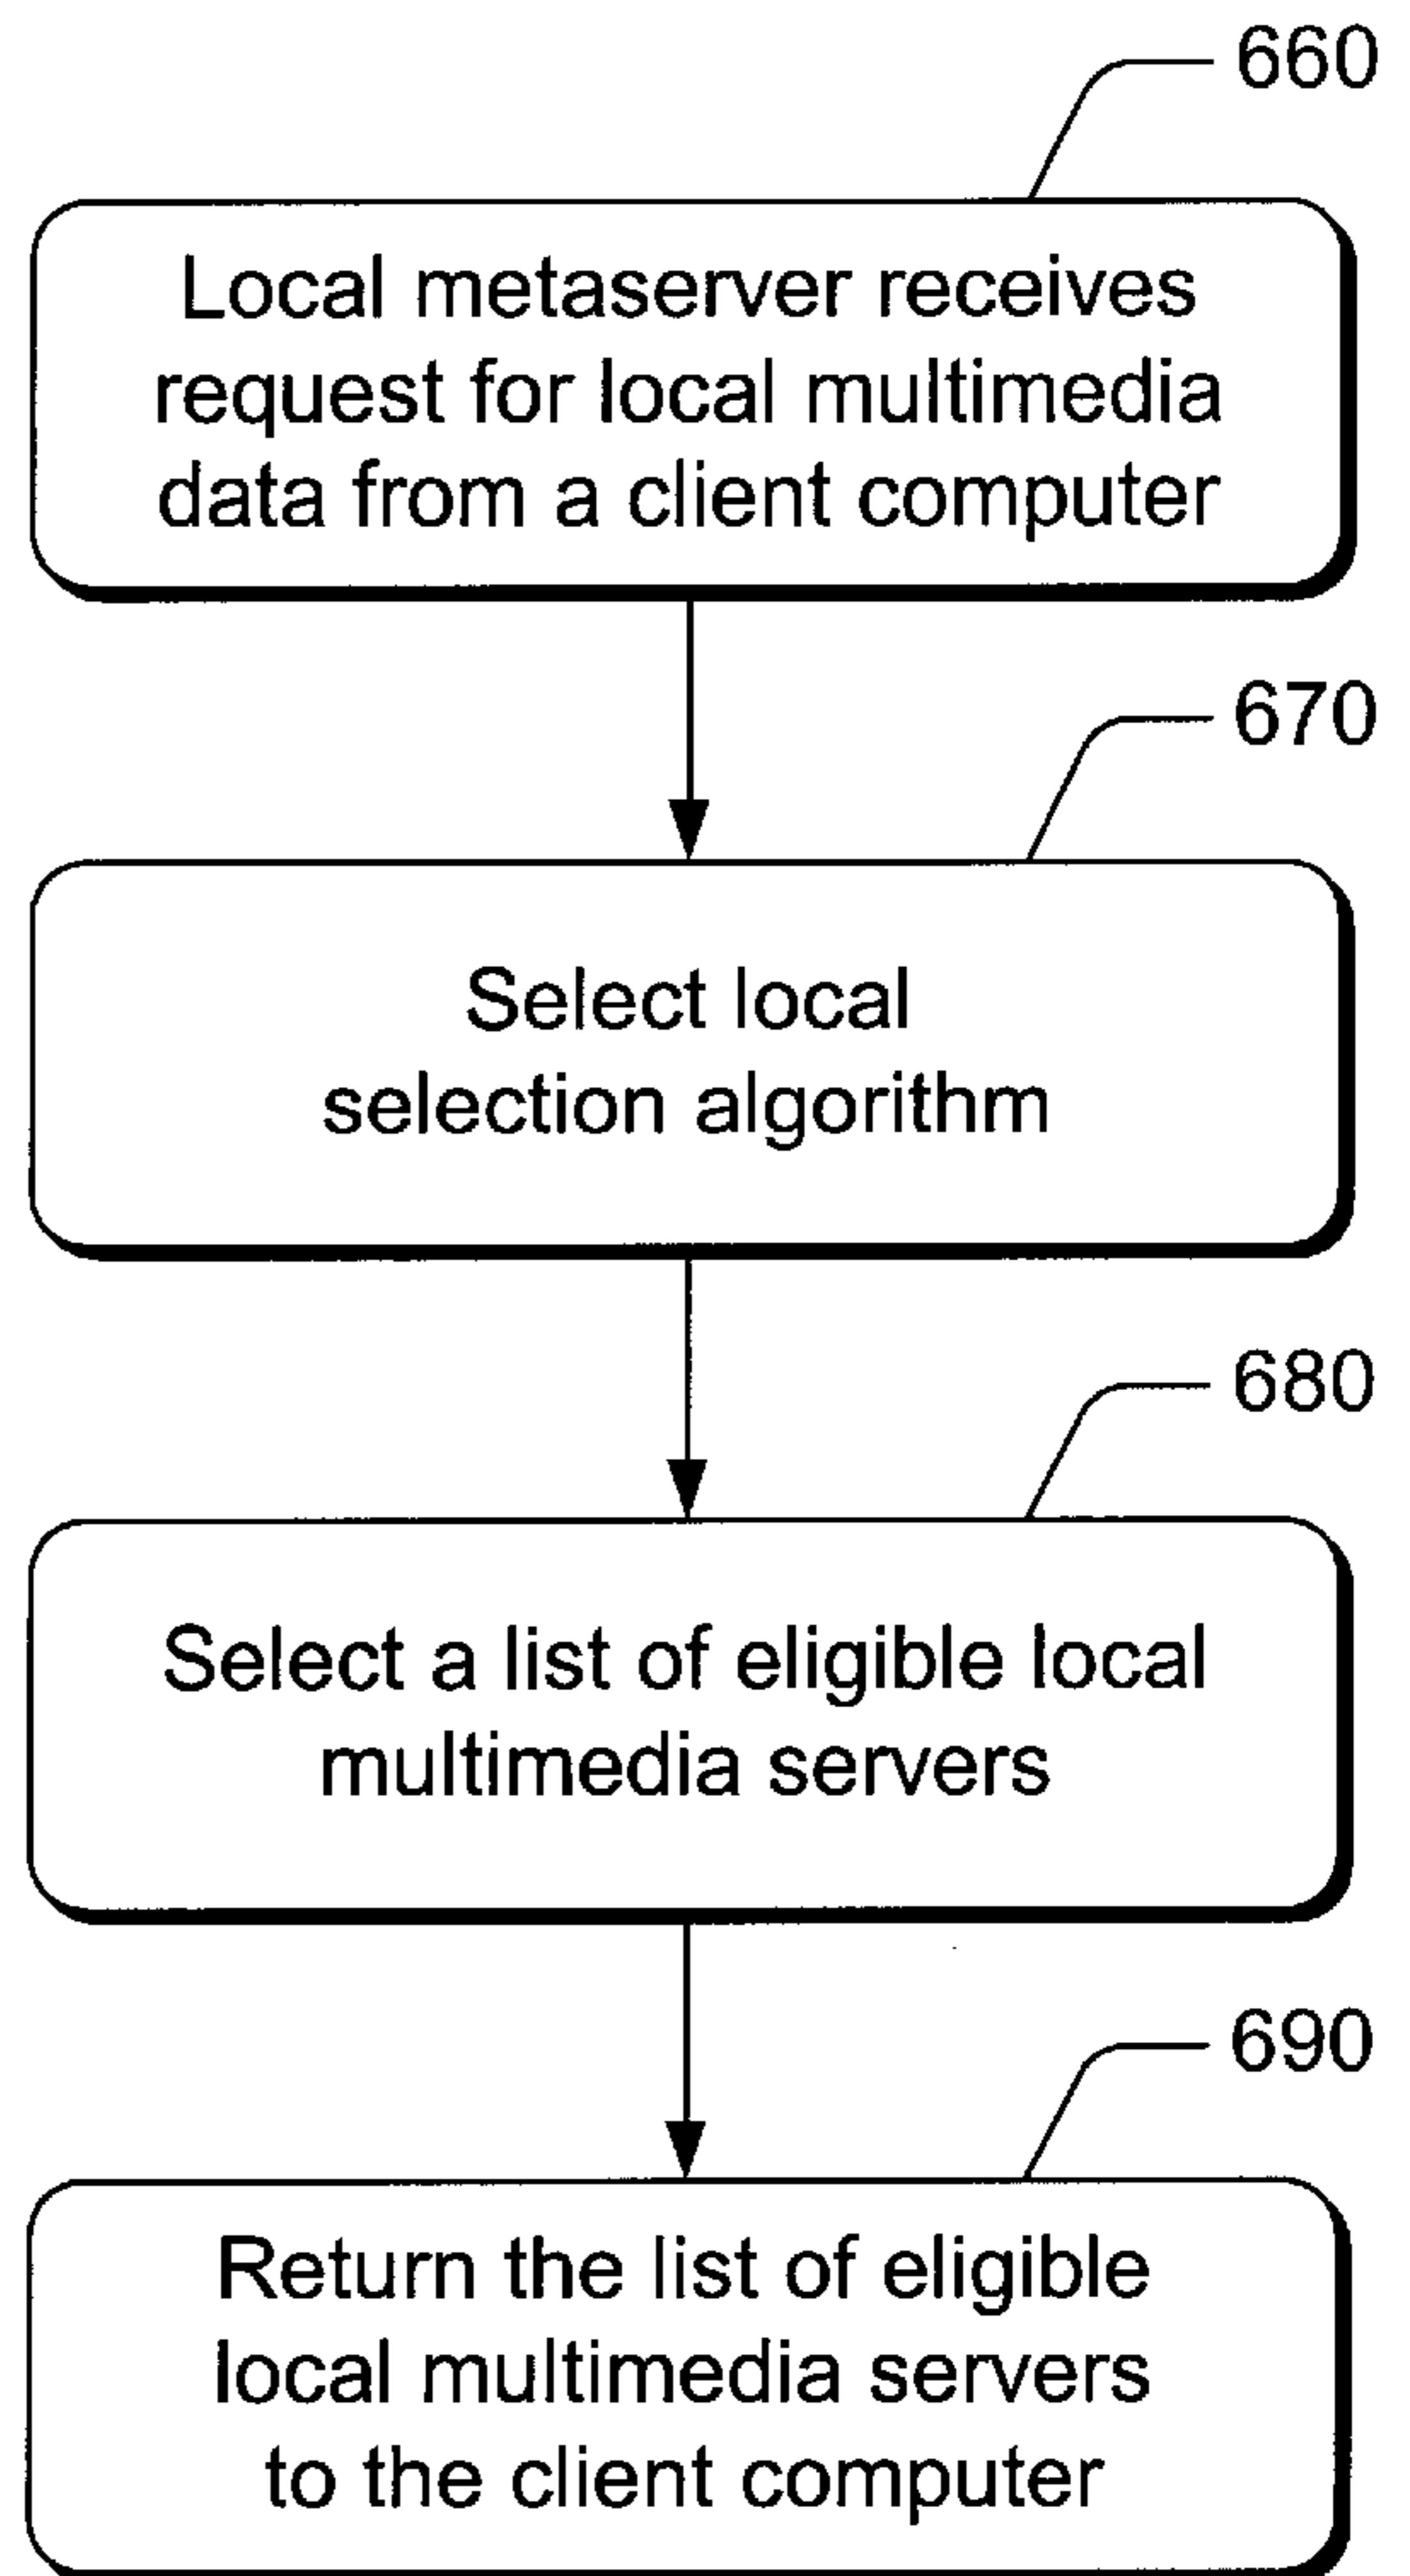 660
Local metaserver receives
request for local multimedia
data from a client computer
670
Select local
selection algorithm
680
Select a list of eligible local
multimedia servers
690
Return the list of eligible
local multimedia servers
to the client computer